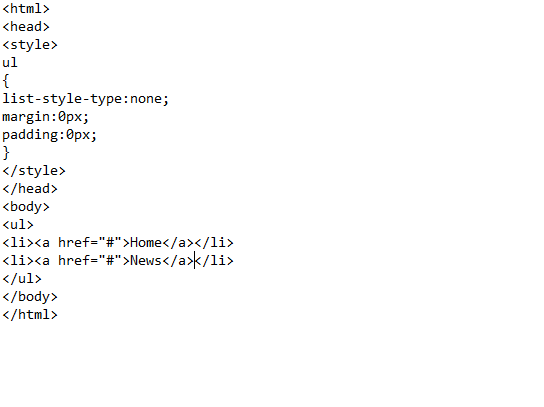 <html>
<head>
<style>
ul
{
list-style-type:none;
margin:0px;
padding:0px;
}
</style>
</head>
<body>
<ul>
<li><a href="#">Home</a></li>
<li><a href="#">News</a></li>
</ul>
</body>
</html>